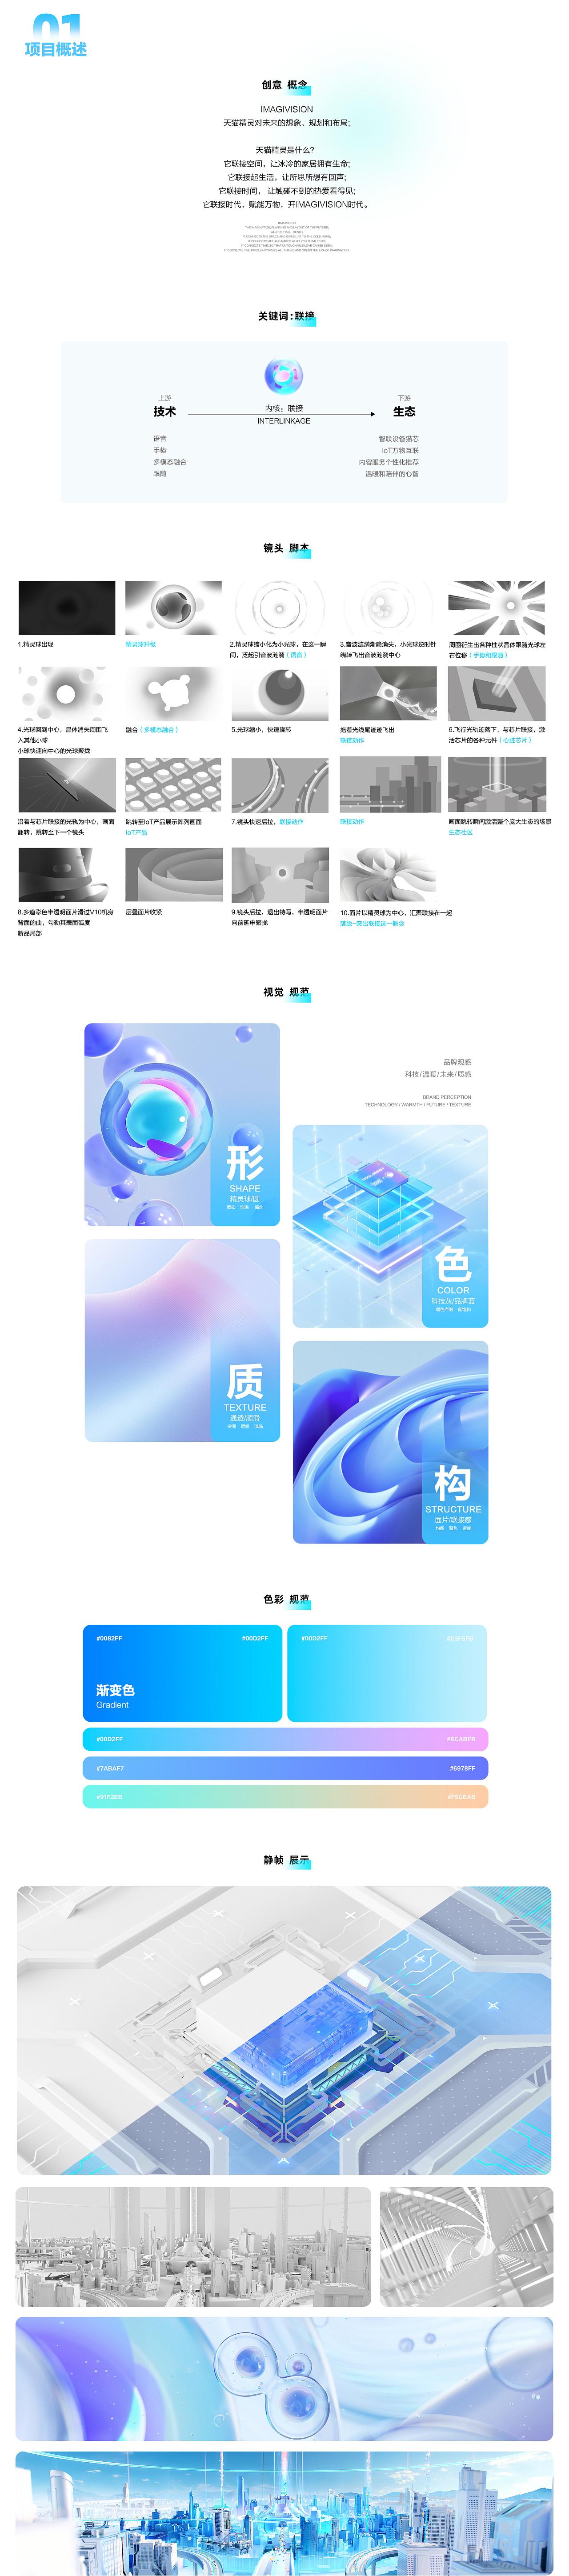 01
项目概述
创意 概念
IMAGIVISION
天猫精灵对未来的想象、规划和布局;
天猫精灵是什么?
它联接空间，让冰冷的家居拥有生命;
它联接起生活，让所思所想有回声;
它联接时间， 让触碰不到的热爱看得见;
它联接时代，赋能万物，开IMAGIVISION时代。
关键词:联接
上游
技术
语音
手势
多模态融合
跟随
内核：联接
INTERLINKAGE
下游
生态
智联设备猫芯
IoT万物互联
内容服务个性化推荐
温暖和陪伴的心智
镜头 脚本
1.精灵球出现
精灵球升级
2.精灵球缩小化为小光球，在这一瞬
间，泛起引音波涟漪（语音）
3.音波涟漪渐隐消失，小光球逆时针
绕转飞出音波涟漪中心
周围衍生出各种柱状晶体跟随光球左
右位移（手势和跟随）
4.光球回到中心，晶体消失周围飞
入其他小球
小球快速向中心的光球聚拢
融合（多模态融合）
5.光球缩小，快速旋转
拖着光线尾迹迹飞出
联接动作
6.飞行光轨迹落下，与芯片联接，激
活芯片的各种元件（心脏芯片）
沿着与芯片联接的光轨为中心，画面
翻转，跳转至下一个镜头
跳转至IoT产品展示阵列画面
IoT产品
7.镜头快速后拉，联接动作
联接动作
画面跳转瞬间激活整个庞大生态的场景
生态社区
8.多道彩色半透明面片滑过V10机身
背面的曲，勾勒其表面弧度
新品局部
层叠面片收紧
9.镜头后拉，退出特写，半透明面片
向前延申聚拢
10.面片以精灵球为中心，汇聚联接在一起
落版-突出联接这一概念
视觉 规范
品牌观感
科技/温暖/未来/质感
BRAND PERCEPTION
TECHNOLOGY / WARMTH / FUTURE / TEXTURE
形
SHAPE
精灵球/圆
色
COLOR
科技灰/品牌蓝
质
TEXTURE
通透/顺滑
构
STRUCTURE
面片/联接感
色彩 规范
#0082FF
#00D2FF
渐变色
Gradient
#00D2FF
#00D2FF
#ECABFB
#7ABAF7
#6978FF
#91F2EB
静帧 展示